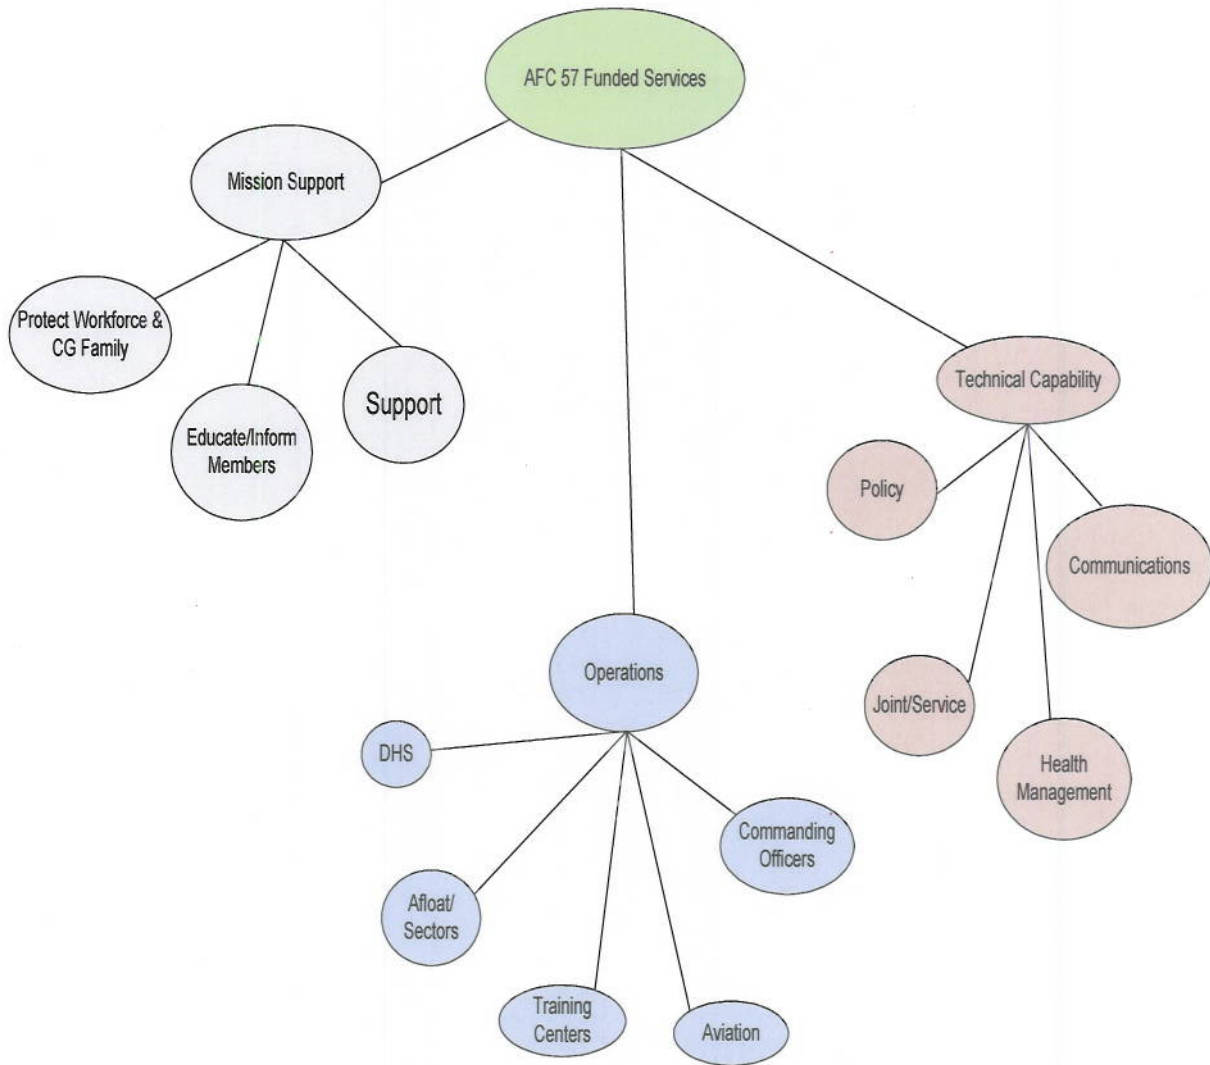 AFC 57 Funded Services
Mission Support
Protect Workforce &
CG Family
Educate/Inform
Members
Support
Technical Capability
Policy
Communications
Joint/Service
Health
Management
Operations
DHS
Commanding
Officers
Afloat/
Sectors
Training
Centers
Aviation